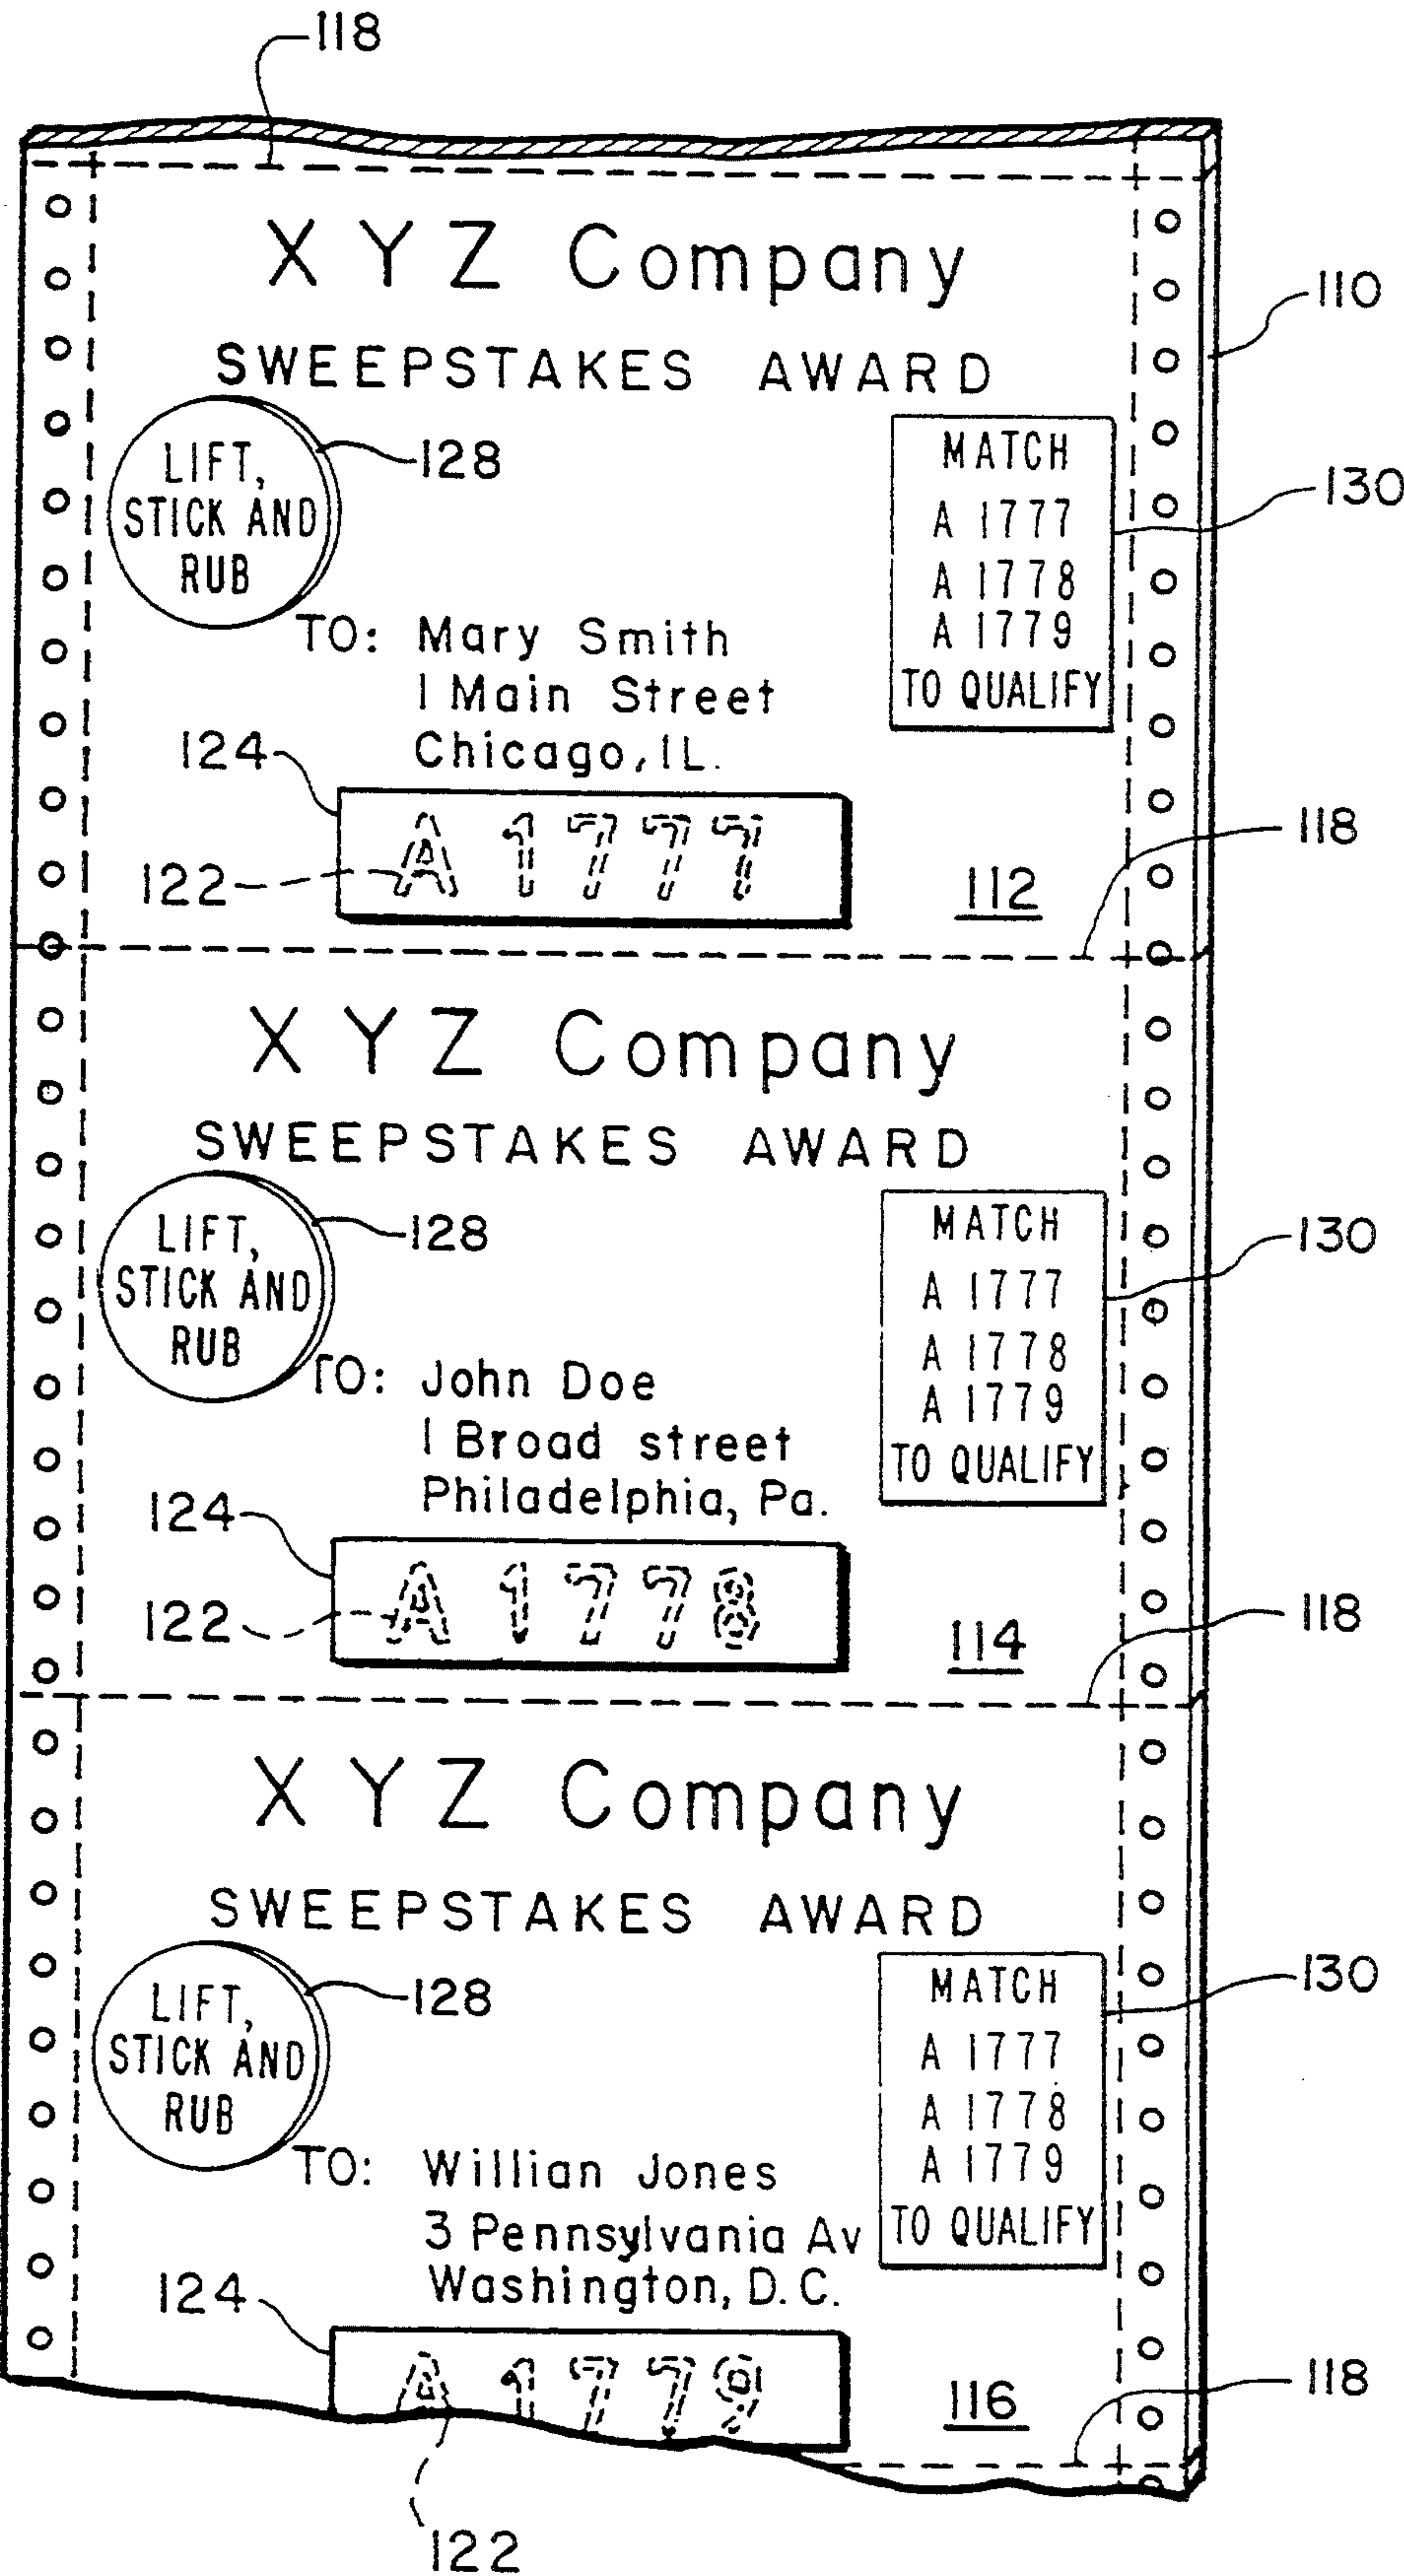 118
X Y Z Company
110
SWEEPSTAKES AWARD
LIFT,
STICK AND
RUB
128
MATCH
A 1777
A 1778
A 1779
TO QUALIFY
130
TO: Mary Smith
1 Main Street
Chicago, IL.
124
A 1777
122
112
118
X Y Z Company
SWEEPSTAKES AWARD
LIFT,
STICK AND
RUB
128
MATCH
A 1777
A 1778
A 1779
TO QUALIFY
130
TO: John Doe
1 Broad street
Philadelphia, Pa.
124
A 1778
122
114
118
X Y Z Company
SWEEPSTAKES AWARD
LIFT,
STICK AND
RUB
128
MATCH
A 1777
A 1778
A 1779
TO QUALIFY
130
TO: Willian Jones
3 Pennsylvania Av
Washington, D.C.
124
A 1779
116
118
122